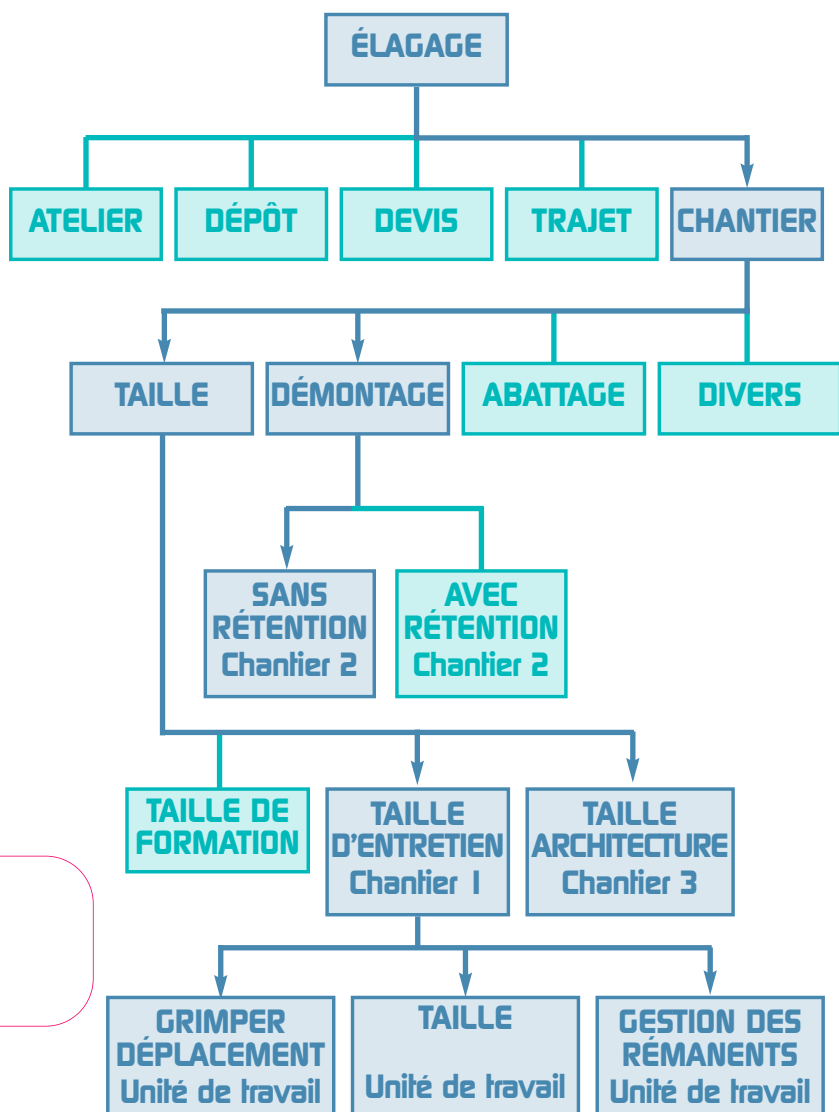 ÉLAGAGE
ATELIER
DÉPÔT
DEVIS
TRAJET
CHANTIER
TAILLE
DÉMONTAGE
ABATTAGE
DIVERS
SANS
RÉTENTION
Chantier 2
AVEC
RÉTENTION
Chantier 2
TAILLE DE
FORMATION
TAILLE
D'ENTRETIEN
Chantier 1
TAILLE
ARCHITECTURE
Chantier 3
GRIMPER
DÉPLACEMENT
Unité de travail
TAILLE
Unité de travail
GESTION DES
RÉMANENTS
Unité de travail